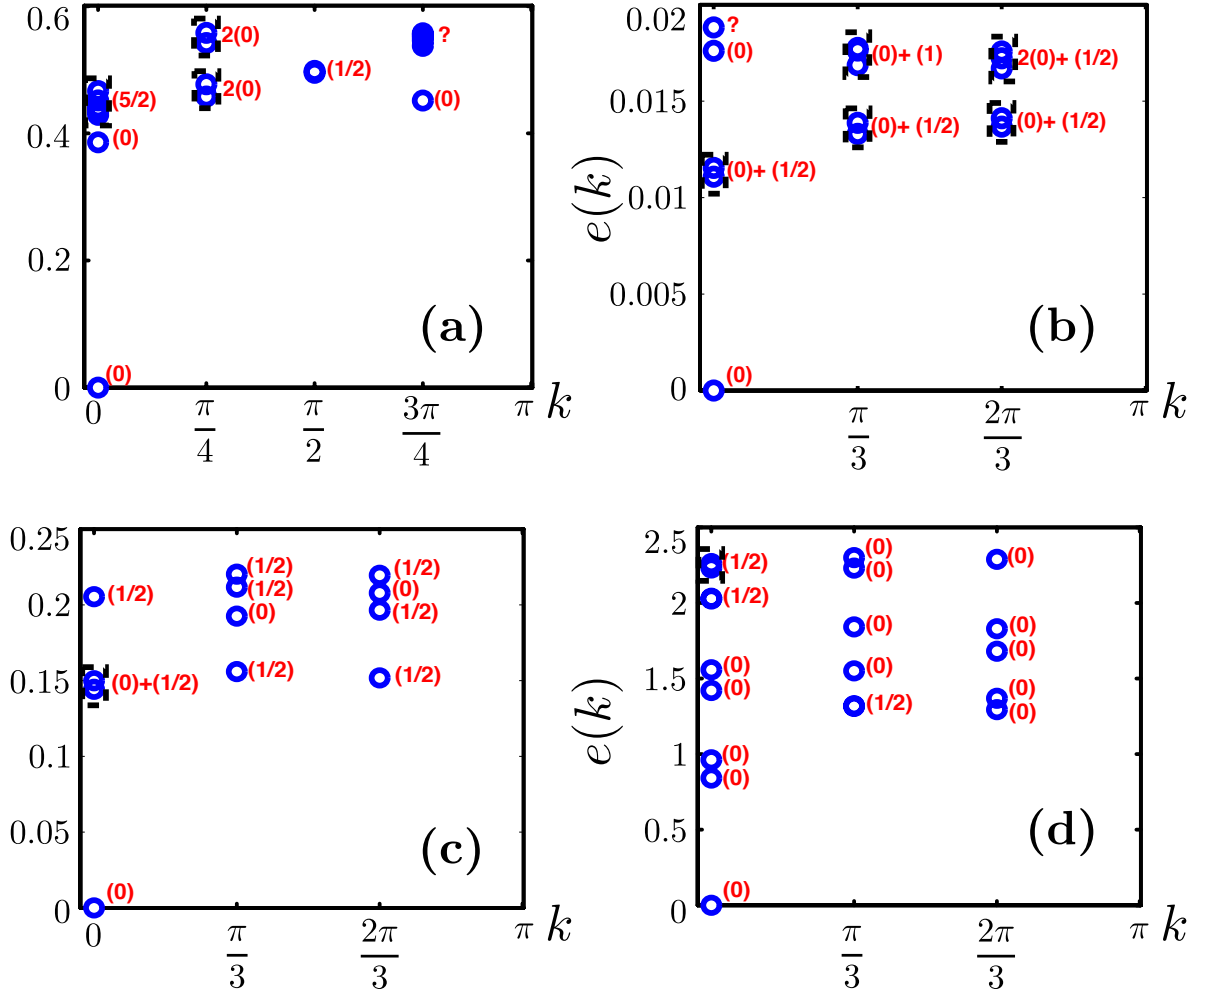 0.6
0.4
0.2
0
2(0)
2(0)
(1/2)
?
(0)
(5/2)
(0)
(0)
(a)
0
π/4
π/2
3π/4
π
k
0.02
0.015
0.01
0.005
0
e(k)
?
(0)
(0)+ (1)
2(0)+ (1/2)
(0)+ (1/2)
(0)+ (1/2)
(0)+ (1/2)
(0)
(b)
π/3
2π/3
π
k
0.25
0.2
0.15
0.1
0.05
0
(1/2)
(0)+(1/2)
(0)
(1/2)
(1/2)
(0)
(1/2)
(1/2)
(0)
(1/2)
(1/2)
(c)
0
π/3
2π/3
π
k
2.5
2
1.5
1
0.5
0
e(k)
(1/2)
(1/2)
(0)
(0)
(0)
(0)
(0)
(0)
(0)
(0)
(0)
(1/2)
(0)
(0)
(0)
(0)
(0)
(d)
π/3
2π/3
π
k